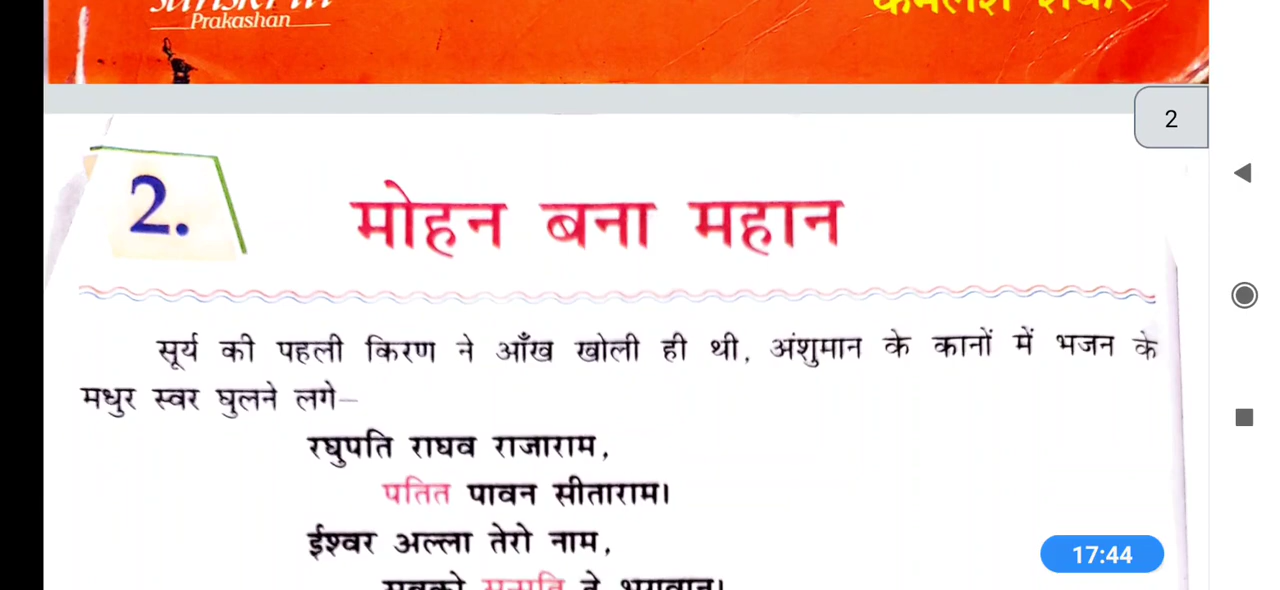 Prakashan
2
2.
मोहन बना महान
सूर्य की पहली किरण ने आँख खोली ही थी, अंशुमान के कानों में भजन के
मधुर स्वर घुलने लगे—
रघुपति राघव राजाराम,
पतित पावन सीताराम।
ईश्वर अल्ला तेरो नाम,
17:44